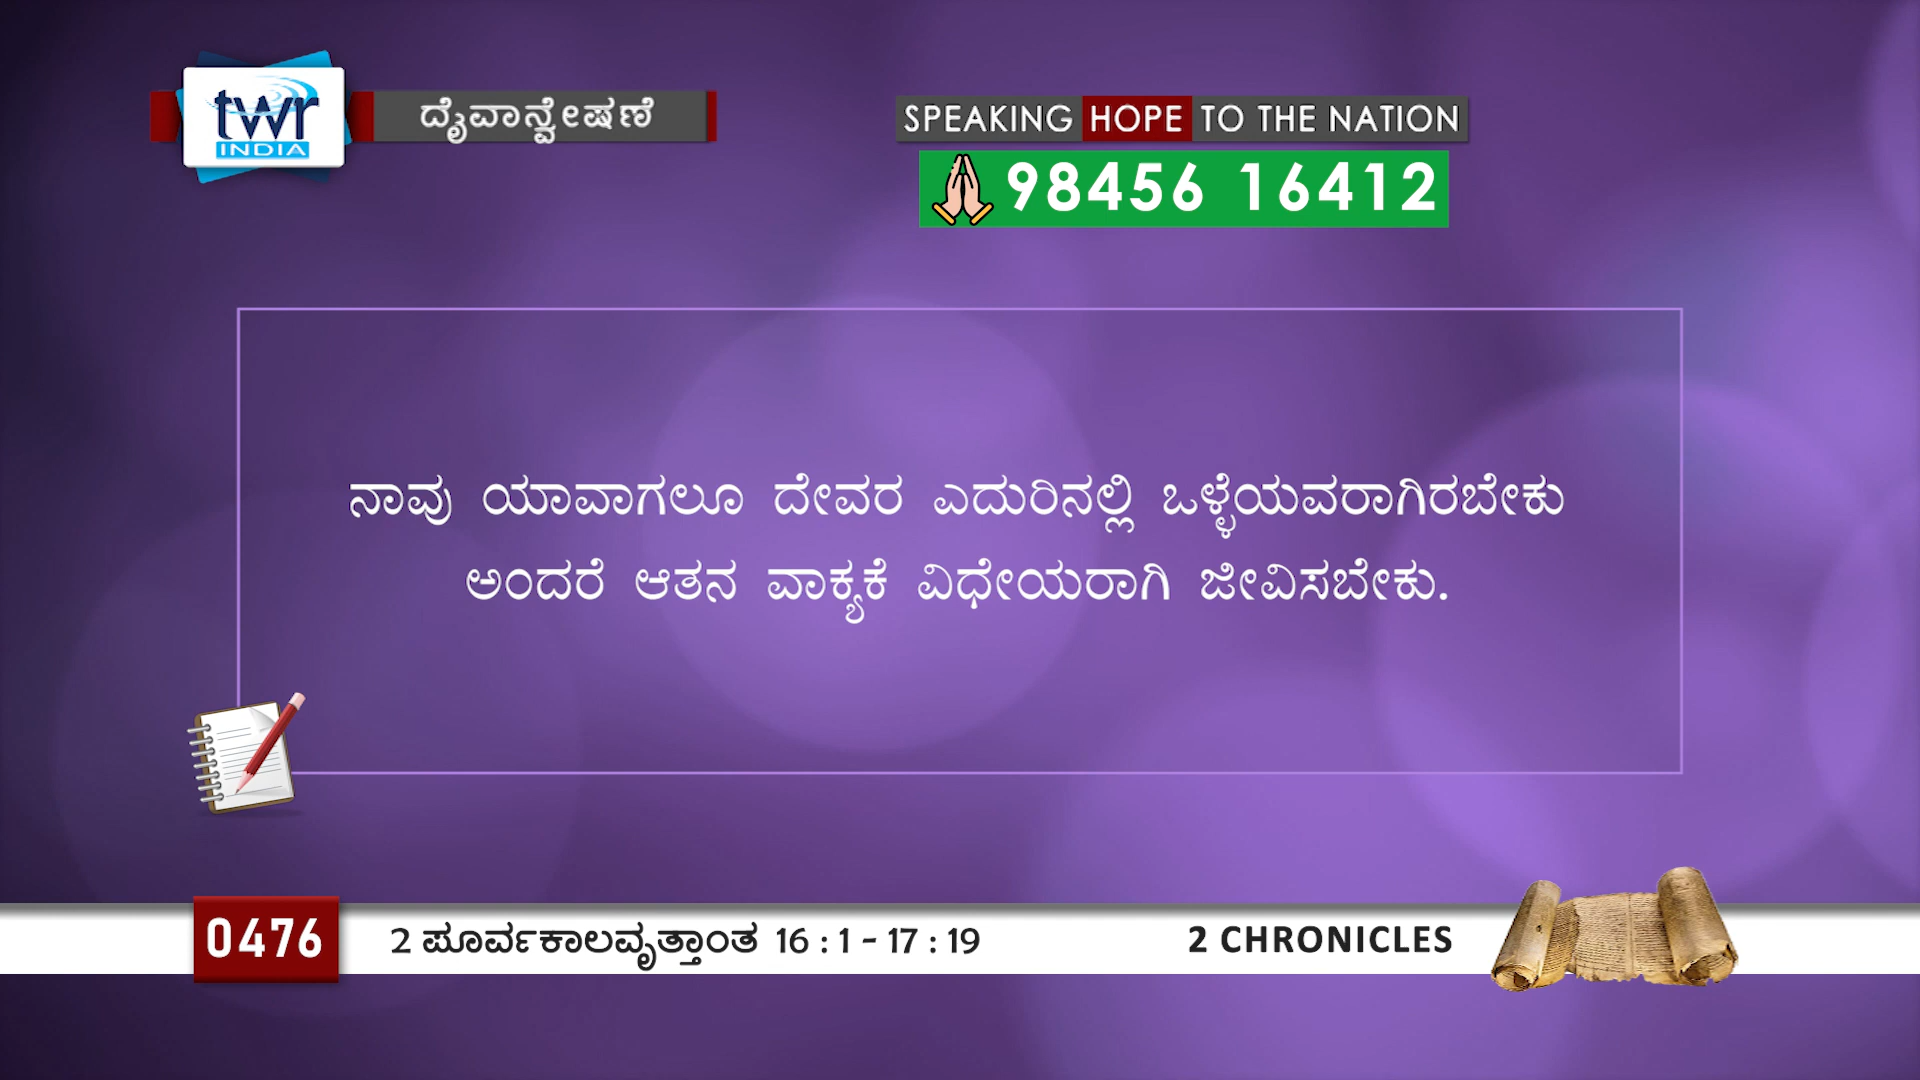 twr
INDIA
ದೈವಾನ್ವೇಷಣೆ
SPEAKING HOPE TO THE NATION
98456 16412
ನಾವು ಯಾವಾಗಲೂ ದೇವರ ಎದುರಿನಲ್ಲಿ ಒಳ್ಳೆಯವರಾಗಿರಬೇಕು
ಅಂದರೆ ಆತನ ವಾಕ್ಯಕೆ ವಿಧೇಯರಾಗಿ ಜೀವಿಸಬೇಕು.
0476
2 ಪೂರ್ವಕಾಲವೃತ್ತಾಂತ 16 : 1 - 17 : 19
2 CHRONICLES